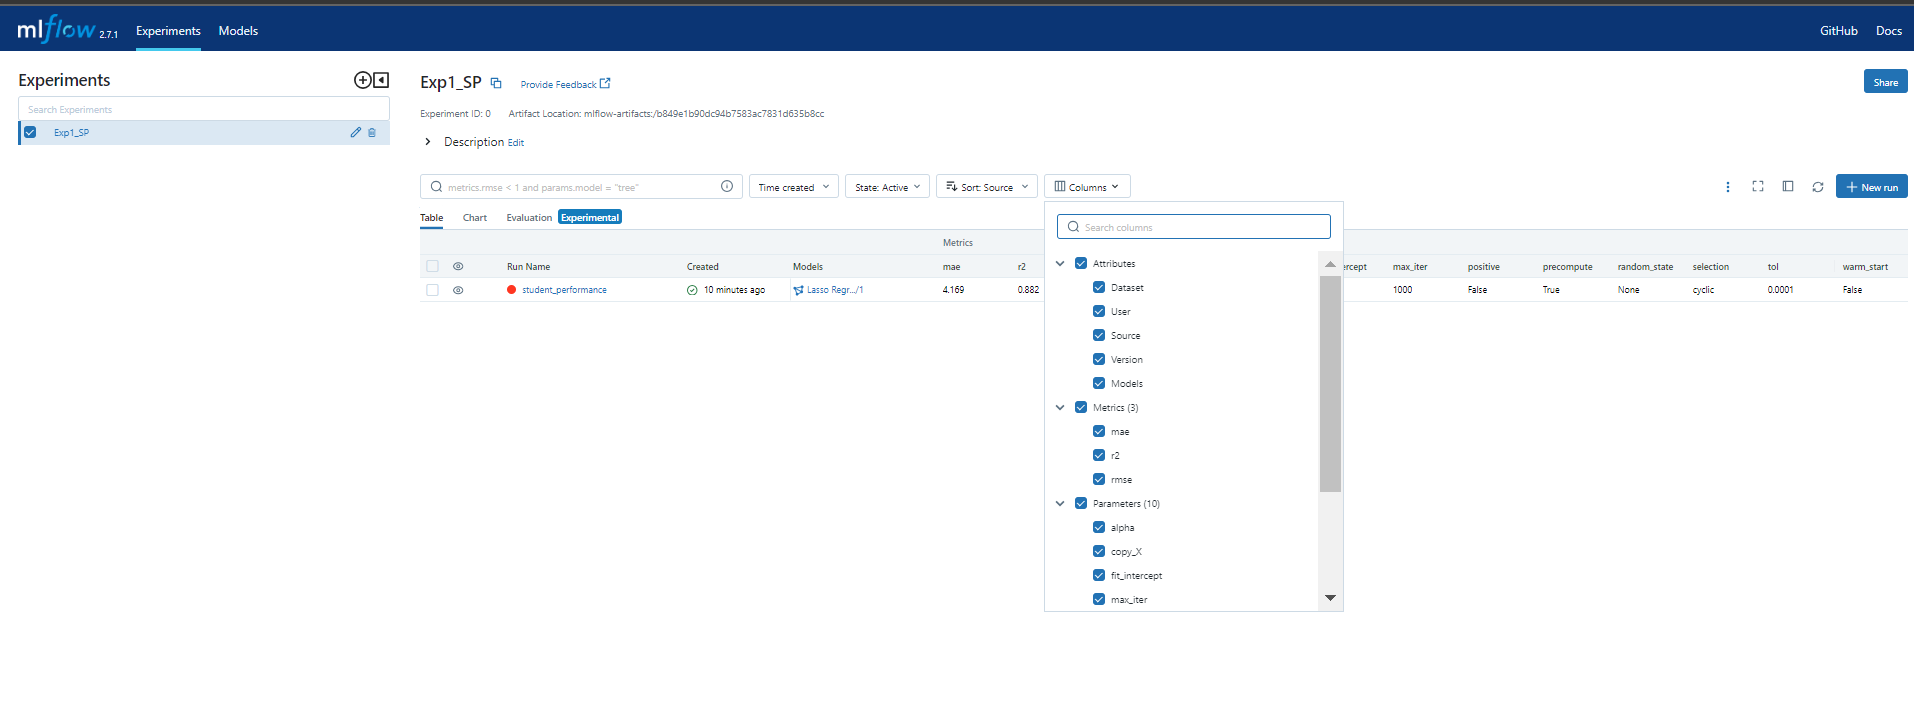 mlflow 2.7.1 Experiments Models GitHub Docs
Experiments
Search Experiments
Exp1_SP
Exp1_SP Provide Feedback Share
Experiment ID: 0 Artifact Location: mlflow-artifacts:/b849e1b90dc94b7583ac7831d635b8cc
Description Edit
metrics.rmse < 1 and params.model = "tree" Time created State: Active Sort: Source Columns New run
Table Chart Evaluation Experimental
Search columns
Metrics
Run Name Created Models mae r2 ercept max_iter positive precompute random_state selection tol warm_start
student_performance 10 minutes ago Lasso Regr.../1 4.169 0.882 1000 False True None cyclic 0.0001 False
Attributes
Dataset
User
Source
Version
Models
Metrics (3)
mae
r2
rmse
Parameters (10)
alpha
copy_X
fit_intercept
max_iter